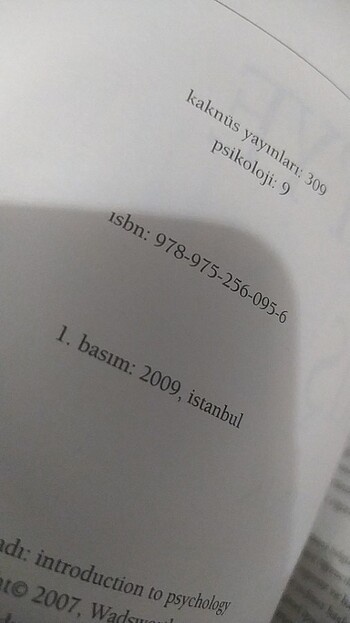 kaknüs yayınları: 309
psikoloji: 9
ısbn: 978-975-256-095-6
1. basım: 2009, istanbul
adı: introduction to psychology
© 2007,